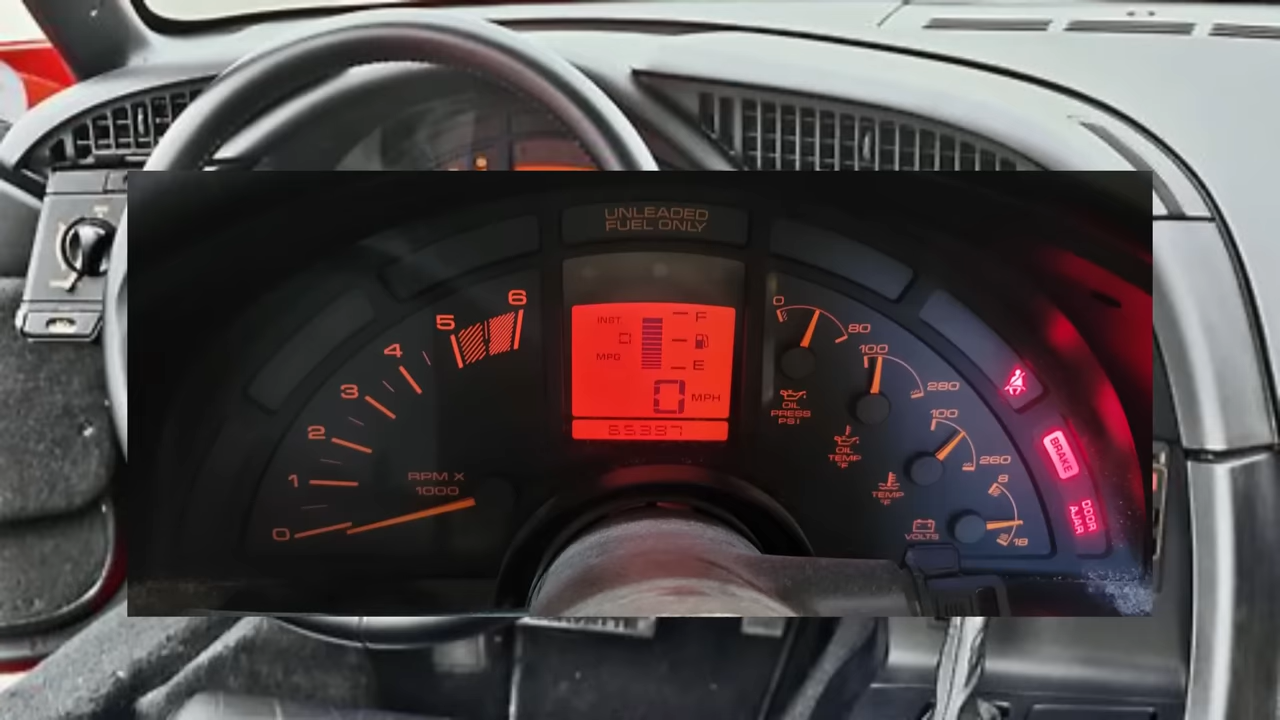 UNLEADED
FUEL ONLY
6
5
4
3
2
1
0
RPM X
1000
INST
MPG
F
E
0 MPH
65397
0
80
OIL
PRESS
PSI
100
280
OIL
TEMP
°F
100
260
TEMP
°F
8
18
VOLTS
BRAKE
DOOR
AJAR